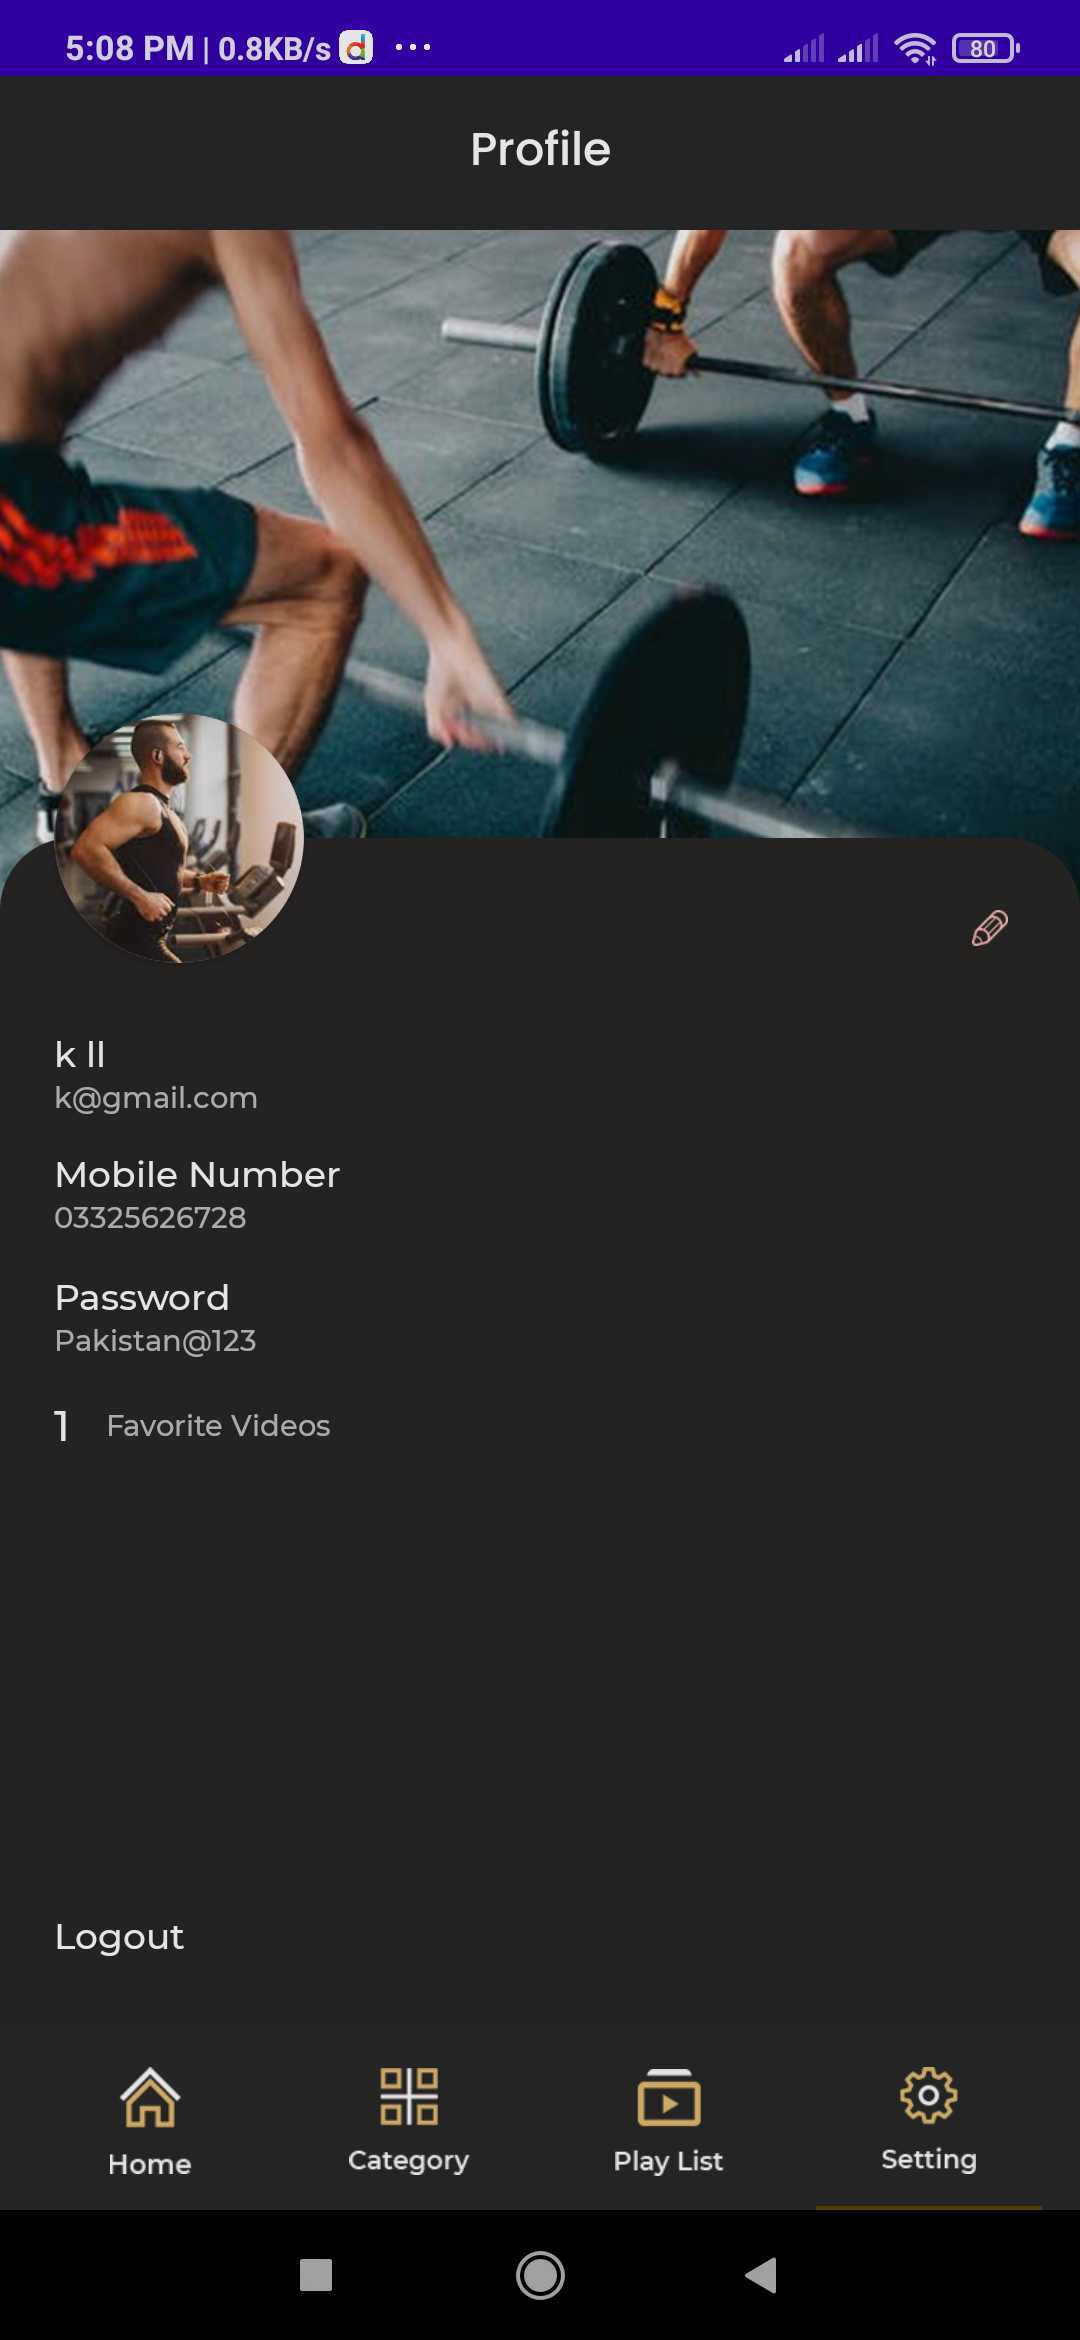 5:08 PM | 0.8KB/s d ...
80
Profile
k ll
k@gmail.com
Mobile Number
03325626728
Password
Pakistan@123
1 Favorite Videos
Logout
Home Category Play List Setting